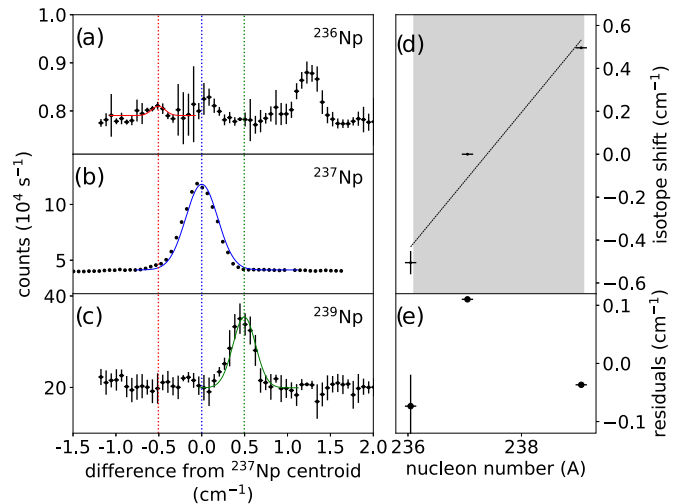 (a)
²³⁶Np
1.0
0.9
0.8
(b)
²³⁷Np
10
5
counts (10⁴ s⁻¹)
(c)
²³⁹Np
40
20
-1.5 -1.0 -0.5 0.0 0.5 1.0 1.5 2.0
difference from ²³⁷Np centroid
(cm⁻¹)
(d)
0.6
0.4
0.2
0.0
−0.2
−0.4
−0.6
isotope shift (cm⁻¹)
(e)
0.1
0.0
−0.1
residuals (cm⁻¹)
236 238
nucleon number (A)